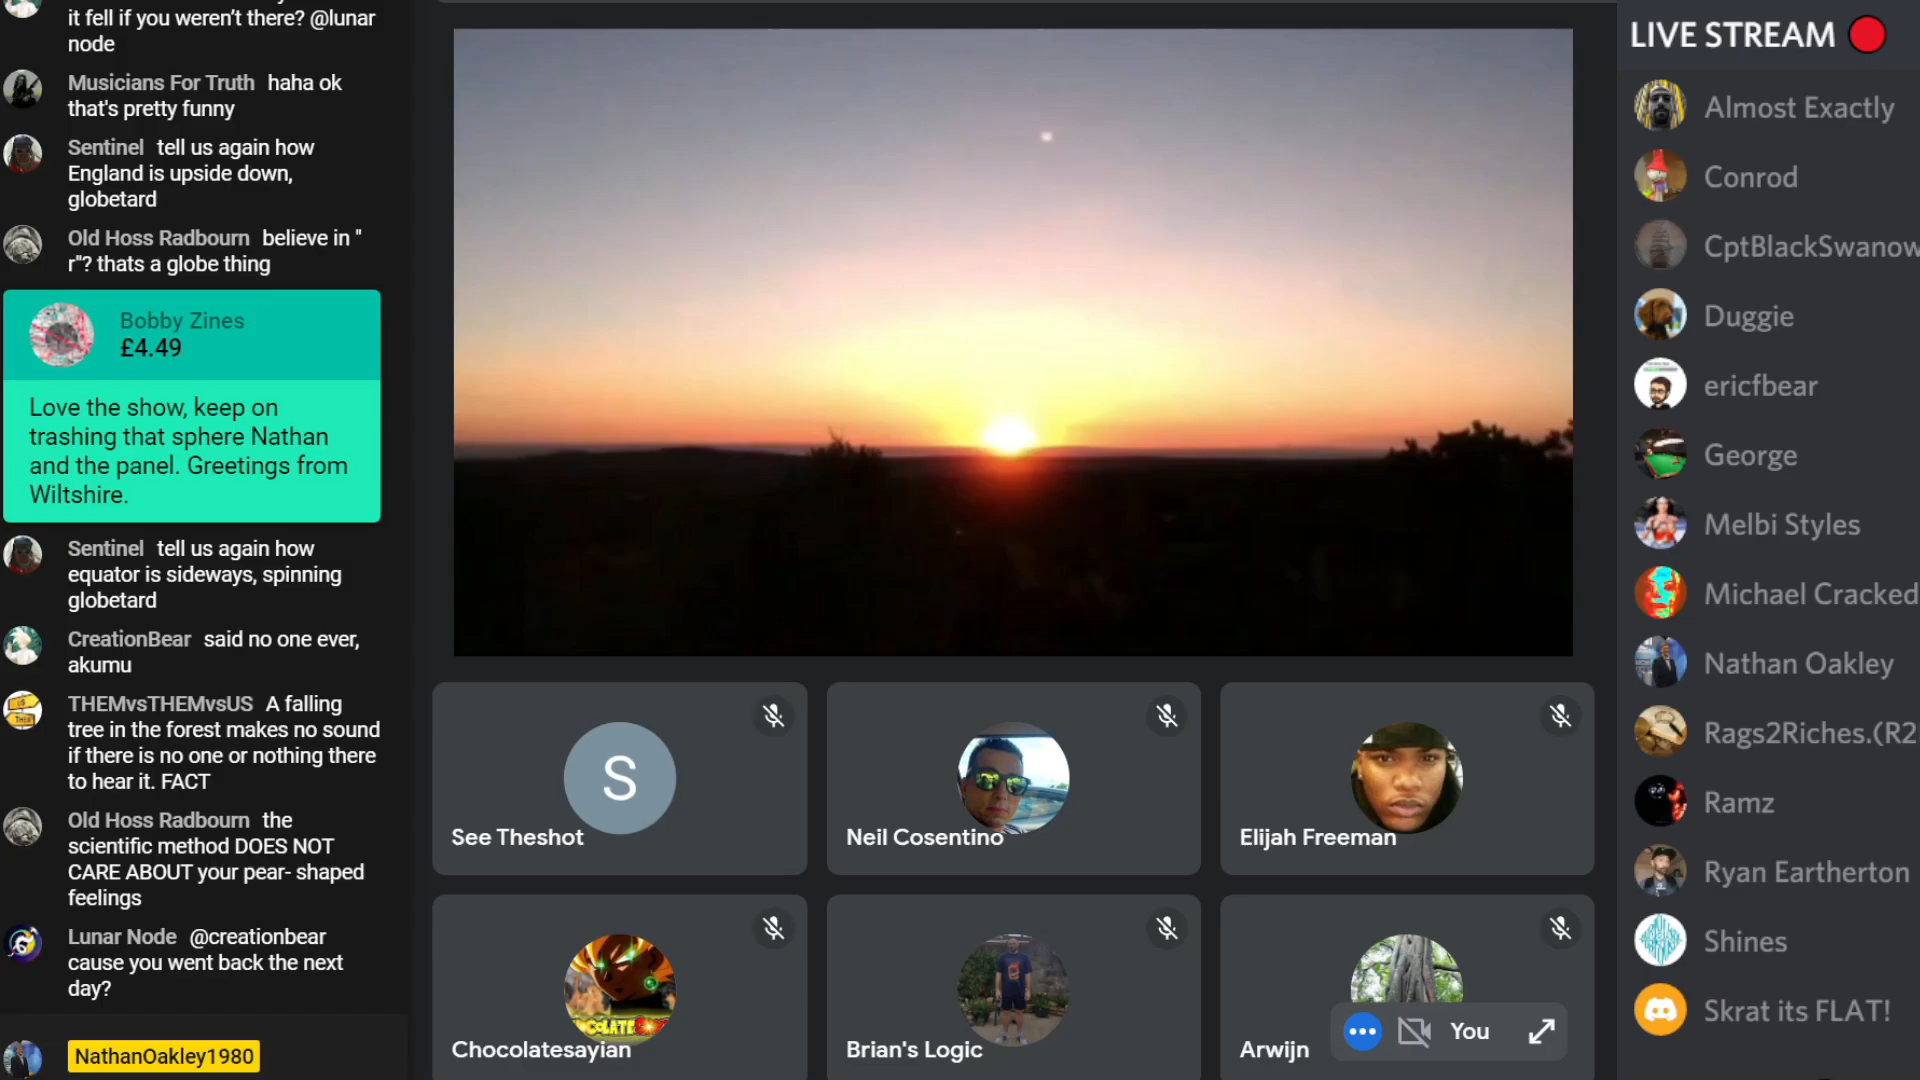 it fell if you weren't there? @lunar
node
Musicians For Truth haha ok
that's pretty funny
Sentinel tell us again how
England is upside down,
globetard
Old Hoss Radbourn believe in "
r"? thats a globe thing
Bobby Zines
£4.49
Love the show, keep on
trashing that sphere Nathan
and the panel. Greetings from
Wiltshire.
Sentinel tell us again how
equator is sideways, spinning
globetard
CreationBear said no one ever,
akumu
THEMvsTHEMvsUS A falling
tree in the forest makes no sound
if there is no one or nothing there
to hear it. FACT
Old Hoss Radbourn the
scientific method DOES NOT
CARE ABOUT your pear- shaped
feelings
Lunar Node @creationbear
cause you went back the next
day?
NathanOakley1980
S
See Theshot
Neil Cosentino
Elijah Freeman
Chocolatesayian
Brian's Logic
Arwijn
You
LIVE STREAM
Almost Exactly
Conrod
CptBlackSwanow
Duggie
ericfbear
George
Melbi Styles
Michael Cracked
Nathan Oakley
Rags2Riches.(R2
Ramz
Ryan Eartherton
Shines
Skrat its FLAT!